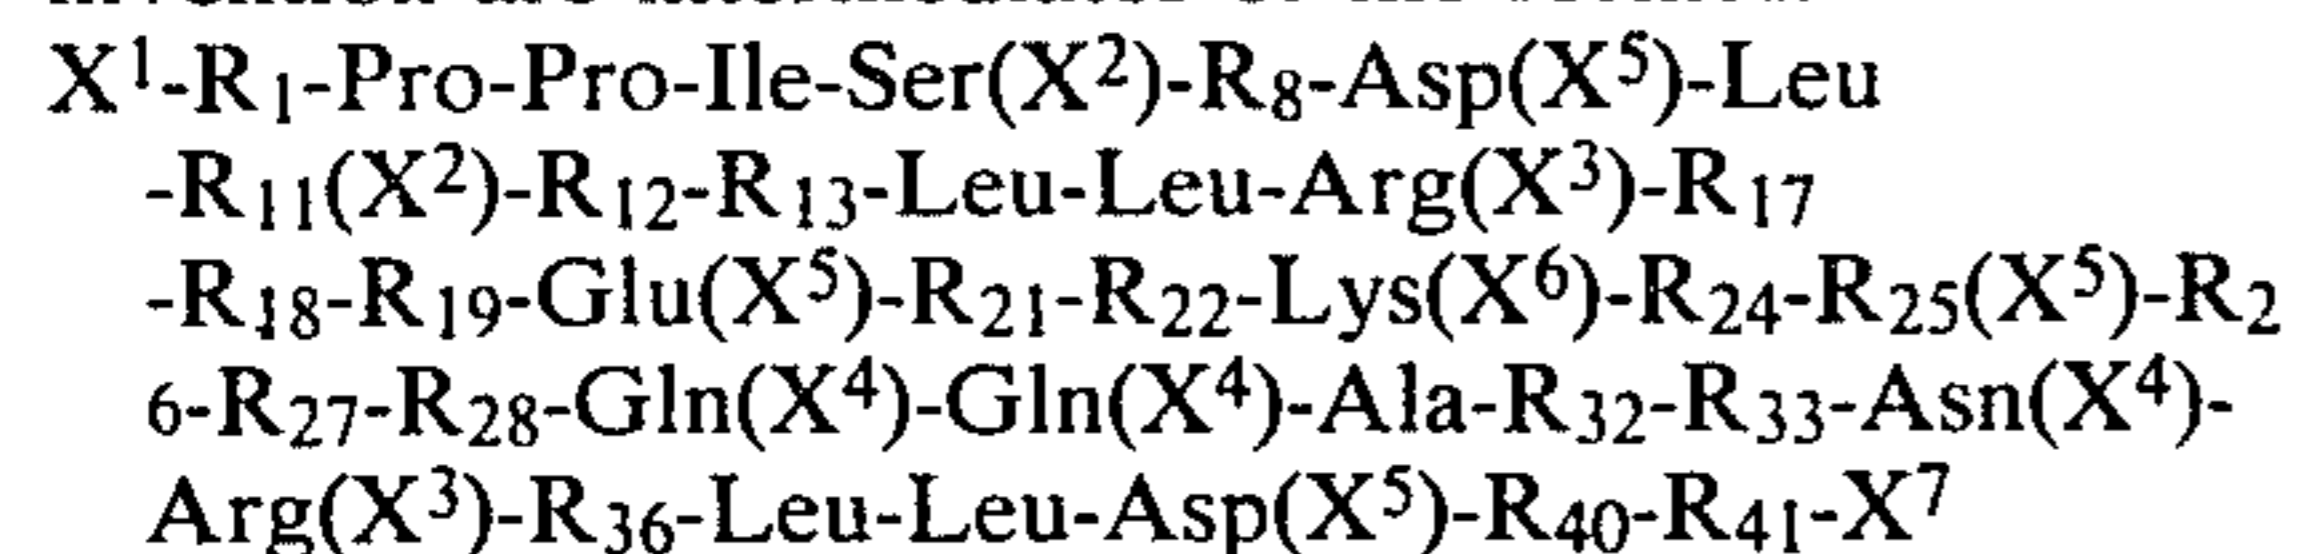 X¹-R₁-Pro-Pro-Ile-Ser(X²)-R₈-Asp(X⁵)-Leu
-R₁₁(X²)-R₁₂-R₁₃-Leu-Leu-Arg(X³)-R₁₇
-R₁₈-R₁₉-Glu(X⁵)-R₂₁-R₂₂-Lys(X⁶)-R₂₄-R₂₅(X⁵)-R₂
₆-R₂₇-R₂₈-Gln(X⁴)-Gln(X⁴)-Ala-R₃₂-R₃₃-Asn(X⁴)-
Arg(X³)-R₃₆-Leu-Leu-Asp(X⁵)-R₄₀-R₄₁-X⁷